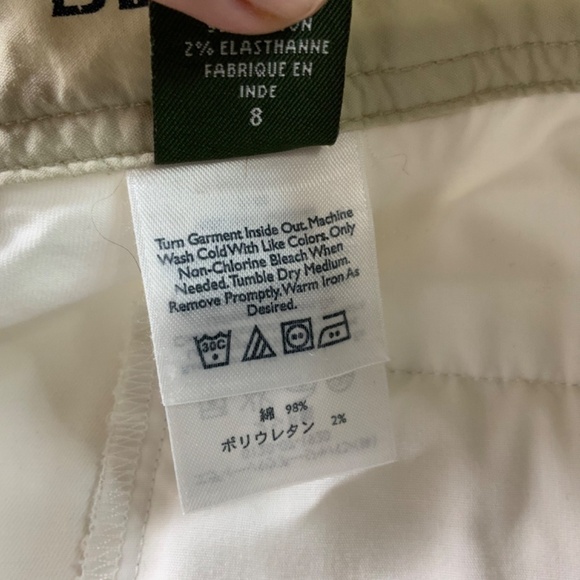 2% ELASTHANNE
FABRIQUE EN
INDE
8
Turn Garment Inside Out. Machine
Wash Cold With Like Colors. Only
Non-Chlorine Bleach When
Needed. Tumble Dry Medium.
Remove Promptly. Warm Iron As
Desired.
30C
綿 98%
ポリウレタン 2%